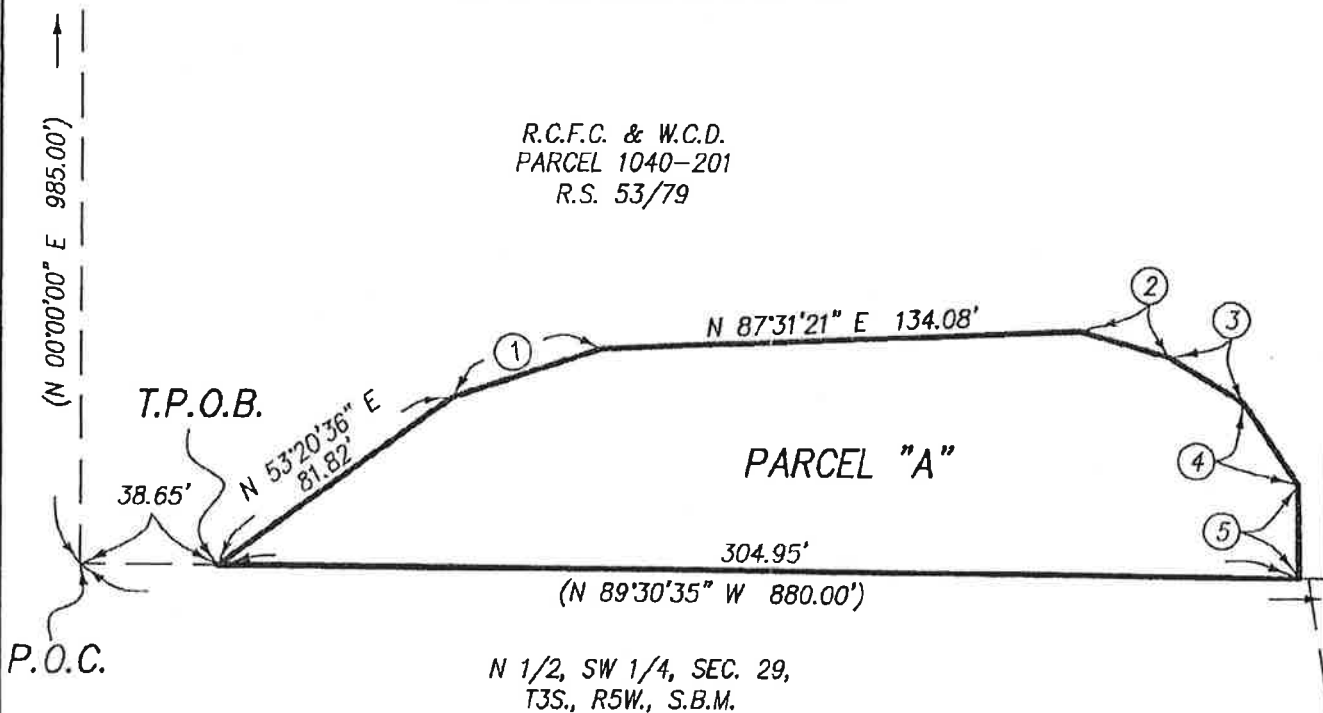 (N 00°00'00" E 985.00')
R.C.F.C. & W.C.D.
PARCEL 1040-201
R.S. 53/79
2
N 87°31'21" E 134.08'
3
1
T.P.O.B.
N 53°20'36" E
81.82'
PARCEL "A"
4
38.65'
5
304.95'
(N 89°30'35" W 880.00')
P.O.C.
N 1/2, SW 1/4, SEC. 29,
T3S., R5W., S.B.M.